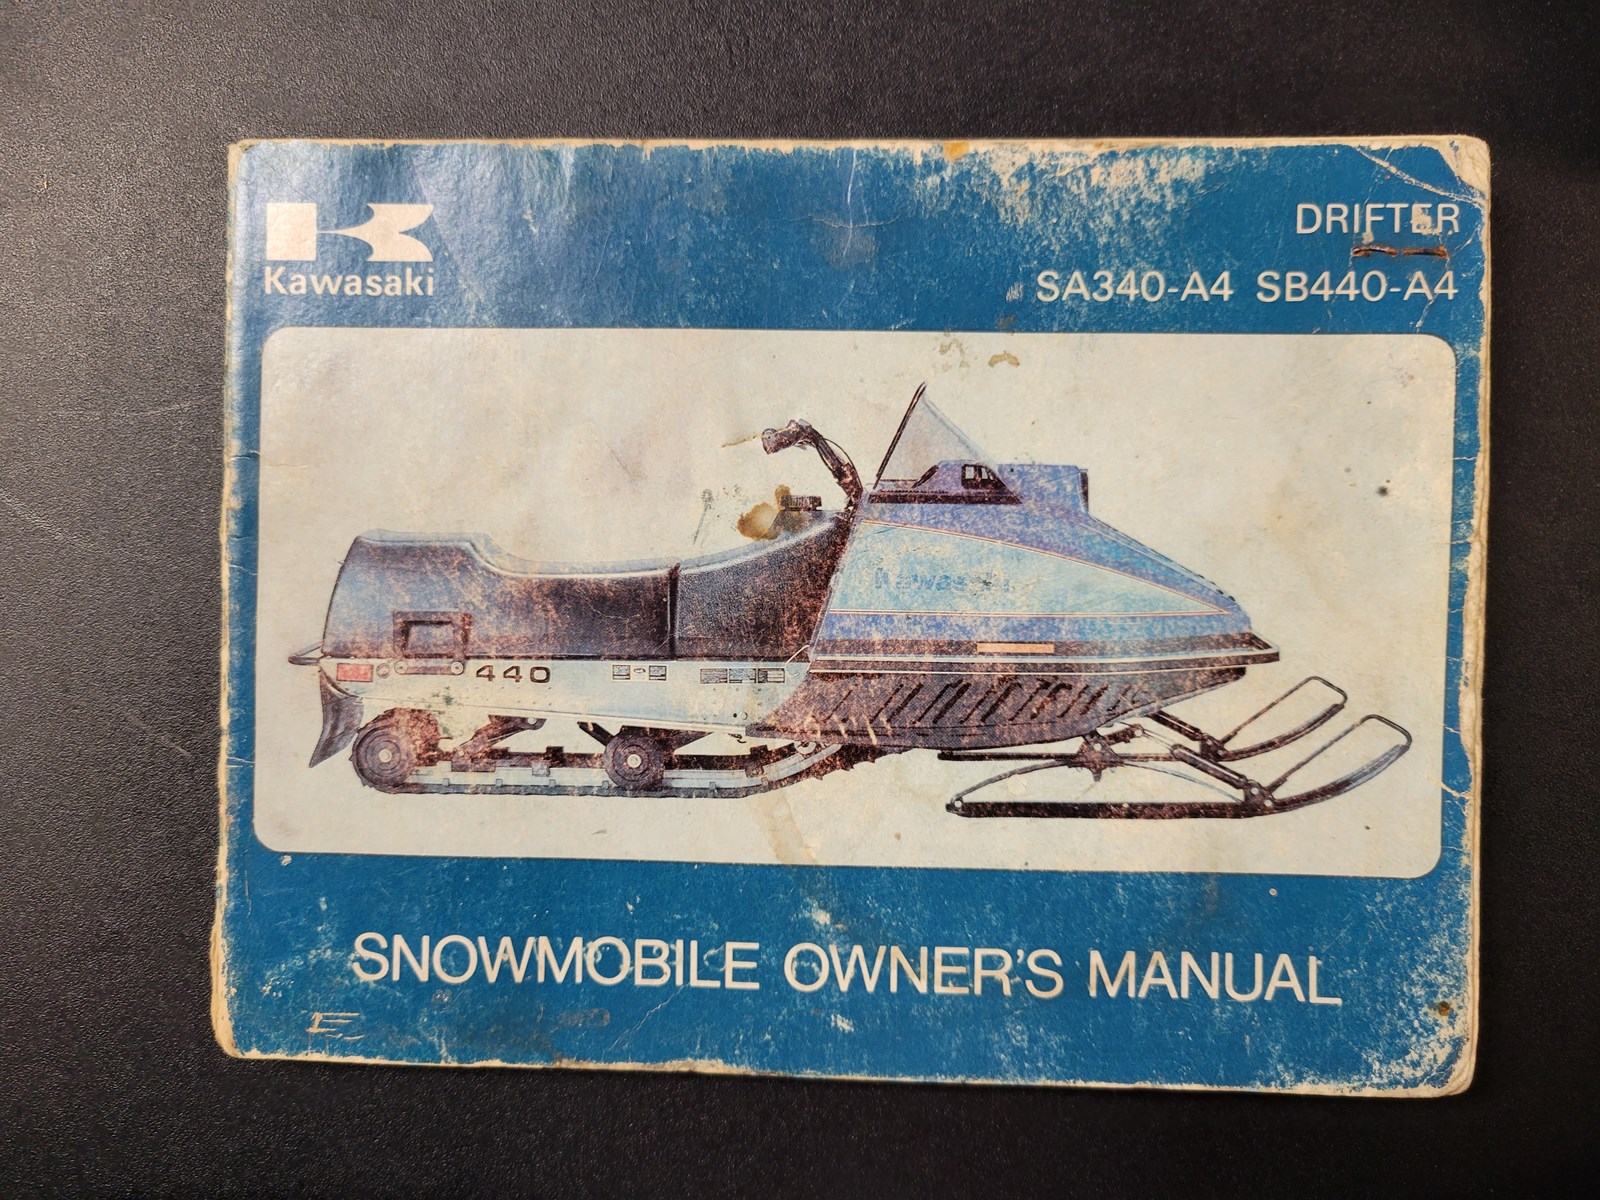 Kawasaki
DRIFTER
SA340-A4 SB440-A4
Kawasaki
440
SNOWMOBILE OWNER'S MANUAL
E